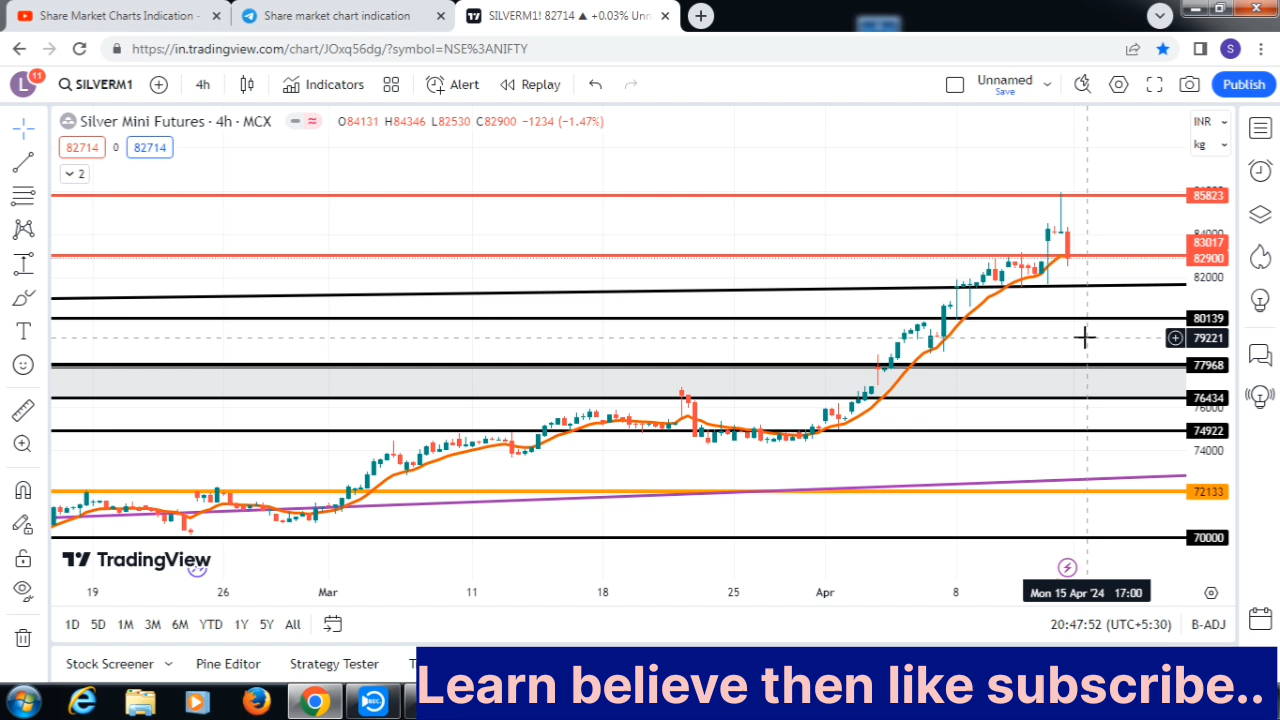 Share Market Charts Indication -
Share market chart indication
SILVERM1! 82714 ▲ +0.03% Unn
https://in.tradingview.com/chart/JOxq56dg/?symbol=NSE%3ANIFTY
S
L
11
SILVERM1
4h
Indicators
Alert
Replay
Unnamed
Save
Publish
Silver Mini Futures · 4h · MCX
O84131 H84346 L82530 C82900 -1234 (-1.47%)
INR
kg
82714
0
82714
2
85823
84000
83017
82900
82000
80139
79221
77968
76434
76000
74922
74000
72133
70000
TradingView
19
26
Mar
11
18
25
Apr
8
Mon 15 Apr '24 17:00
1D
5D
1M
3M
6M
YTD
1Y
5Y
All
20:47:52 (UTC+5:30)
B-ADJ
Stock Screener
Pine Editor
Strategy Tester
Learn believe then like subscribe..
REC